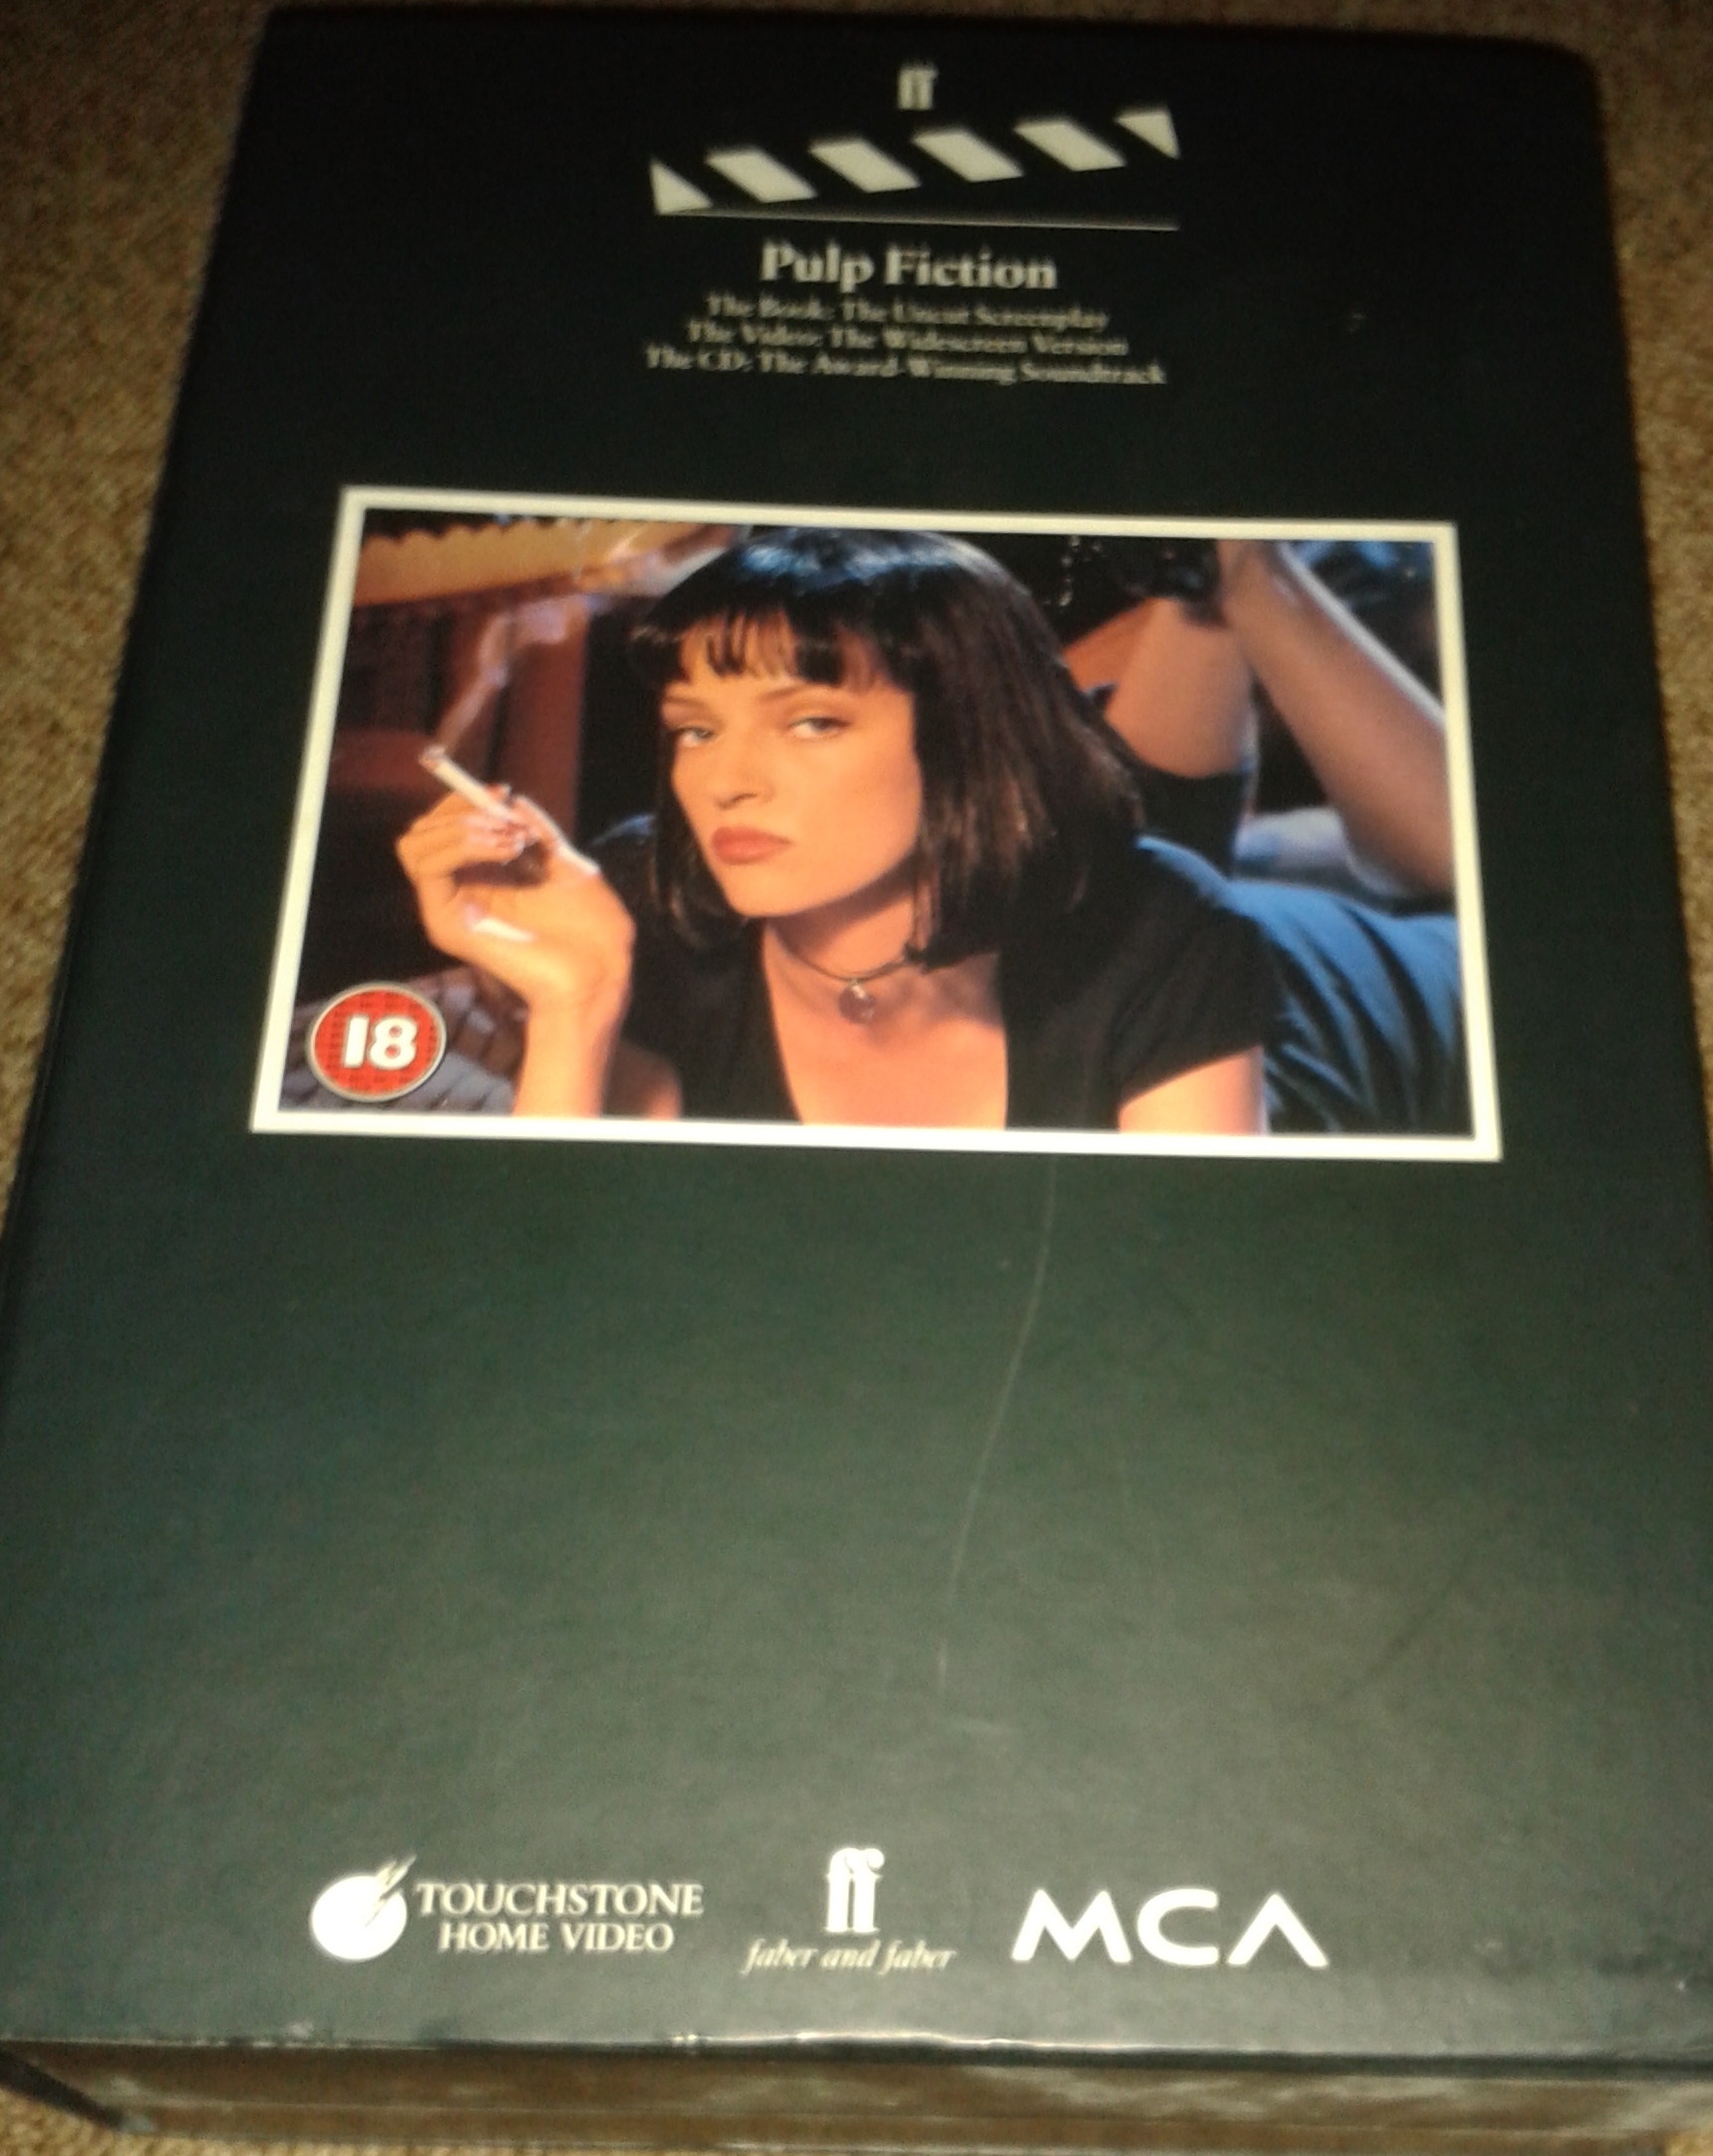 ff
Pulp Fiction
The Book: The Uncut Screenplay
The Video: The Widescreen Version
The CD: The Award-Winning Soundtrack
18
TOUCHSTONE
HOME VIDEO
ff
faber and faber
MCA